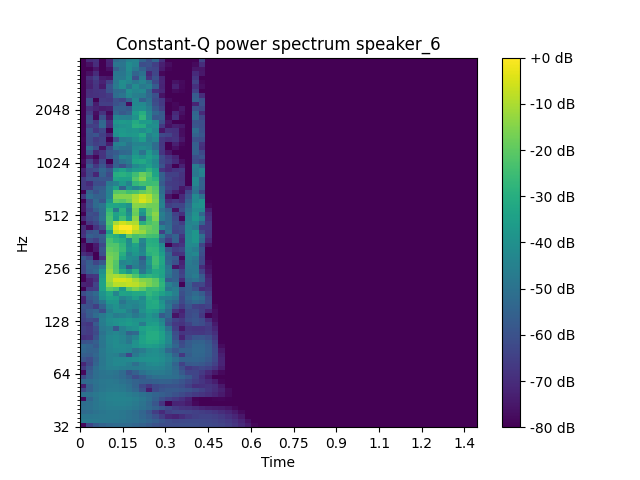 Constant-Q power spectrum speaker_6
+0 dB
-10 dB
-20 dB
-30 dB
-40 dB
-50 dB
-60 dB
-70 dB
-80 dB
2048
1024
512
256
128
64
32
Hz
0 0.15 0.3 0.45 0.6 0.75 0.9 1.1 1.2 1.4
Time